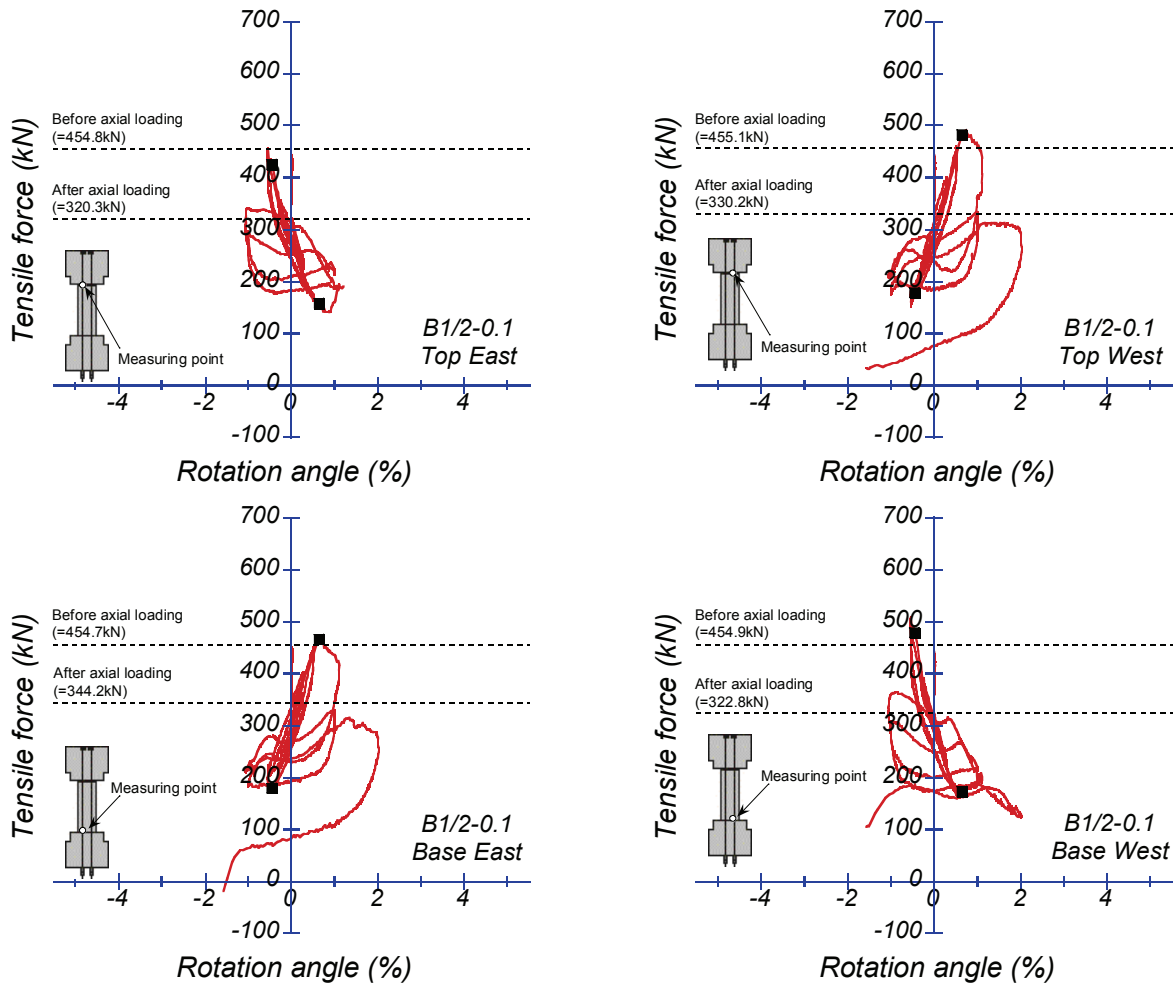 700
600
500
400
300
200
100
0
-100
Tensile force (kN)
Before axial loading
(=454.8kN)
After axial loading
(=320.3kN)
Measuring point
B1/2-0.1
Top East
-4
-2
0
2
4
Rotation angle (%)
700
600
500
400
300
200
100
0
-100
Tensile force (kN)
Before axial loading
(=455.1kN)
After axial loading
(=330.2kN)
Measuring point
B1/2-0.1
Top West
-4
-2
0
2
4
Rotation angle (%)
700
600
500
400
300
200
100
0
-100
Tensile force (kN)
Before axial loading
(=454.7kN)
After axial loading
(=344.2kN)
Measuring point
B1/2-0.1
Base East
-4
-2
0
2
4
Rotation angle (%)
700
600
500
400
300
200
100
0
-100
Tensile force (kN)
Before axial loading
(=454.9kN)
After axial loading
(=322.8kN)
Measuring point
B1/2-0.1
Base West
-4
-2
0
2
4
Rotation angle (%)